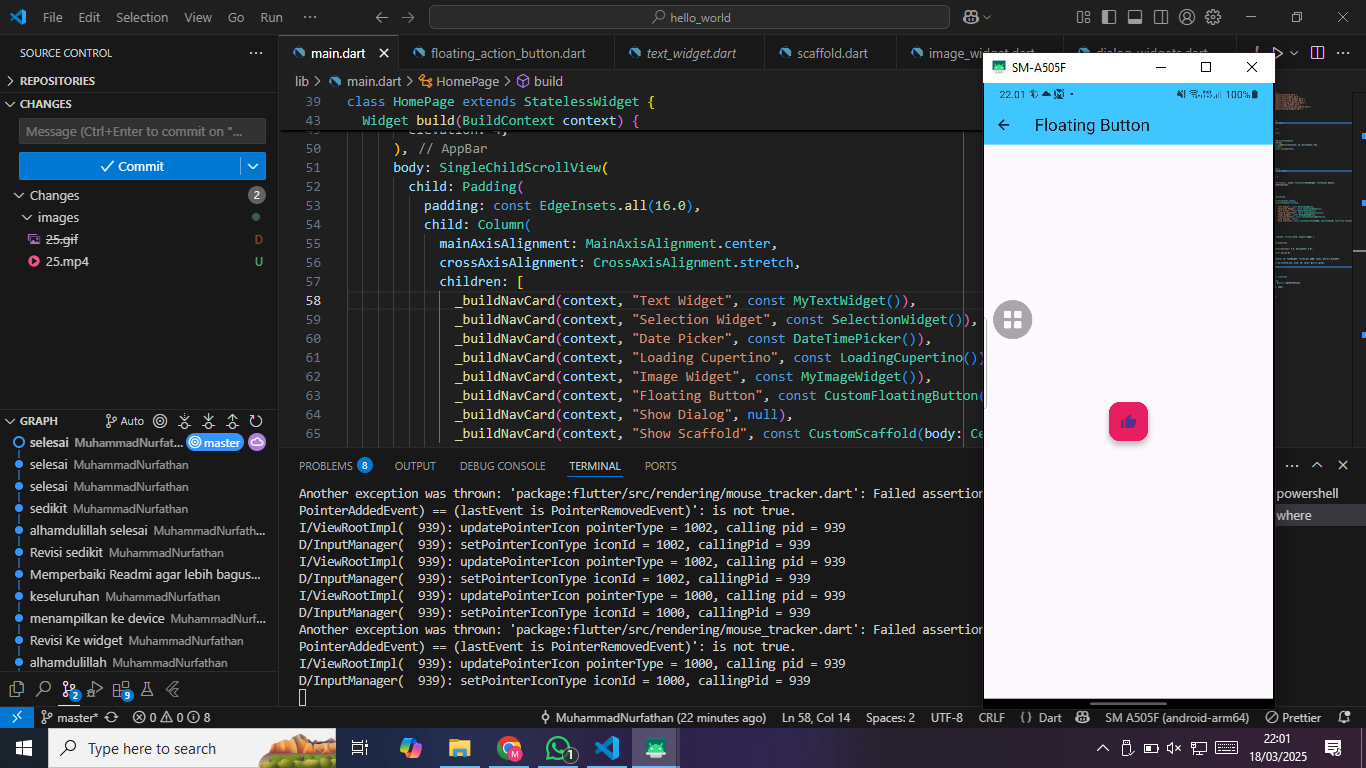 File Edit Selection View Go Run ···
hello_world
SOURCE CONTROL
REPOSITORIES
CHANGES
Message (Ctrl+Enter to commit on "...
Commit
Changes 2
images
25.gif D
25.mp4 U
GRAPH Auto
selesai MuhammadNurfat... master
selesai MuhammadNurfathan
selesai MuhammadNurfathan
sedikit MuhammadNurfathan
alhamdulillah selesai MuhammadNurfath...
Revisi sedikit MuhammadNurfathan
Memperbaiki Readmi agar lebih bagus...
keseluruhan MuhammadNurfathan
menampilkan ke device MuhammadNurf...
Revisi Ke widget MuhammadNurfathan
alhamdulillah MuhammadNurfathan
2 9
main.dart floating_action_button.dart text_widget.dart scaffold.dart image_widget.dart dialog_widgets.dart
lib > main.dart > HomePage > build
39 class HomePage extends StatelessWidget {
43 Widget build(BuildContext context) {
49 elevation: 4,
50 ), // AppBar
51 body: SingleChildScrollView(
52 child: Padding(
53 padding: const EdgeInsets.all(16.0),
54 child: Column(
55 mainAxisAlignment: MainAxisAlignment.center,
56 crossAxisAlignment: CrossAxisAlignment.stretch,
57 children: [
58 _buildNavCard(context, "Text Widget", const MyTextWidget()),
59 _buildNavCard(context, "Selection Widget", const SelectionWidget()),
60 _buildNavCard(context, "Date Picker", const DateTimePicker()),
61 _buildNavCard(context, "Loading Cupertino", const LoadingCupertino())
62 _buildNavCard(context, "Image Widget", const MyImageWidget()),
63 _buildNavCard(context, "Floating Button", const CustomFloatingButton(
64 _buildNavCard(context, "Show Dialog", null),
65 _buildNavCard(context, "Show Scaffold", const CustomScaffold(body: Ce
PROBLEMS 8 OUTPUT DEBUG CONSOLE TERMINAL PORTS
Another exception was thrown: 'package:flutter/src/rendering/mouse_tracker.dart': Failed assertion
PointerAddedEvent) == (lastEvent is PointerRemovedEvent)': is not true.
I/ViewRootImpl(  939): updatePointerIcon pointerType = 1002, calling pid = 939
D/InputManager(  939): setPointerIconType iconId = 1002, callingPid = 939
I/ViewRootImpl(  939): updatePointerIcon pointerType = 1002, calling pid = 939
D/InputManager(  939): setPointerIconType iconId = 1002, callingPid = 939
I/ViewRootImpl(  939): updatePointerIcon pointerType = 1000, calling pid = 939
D/InputManager(  939): setPointerIconType iconId = 1000, callingPid = 939
Another exception was thrown: 'package:flutter/src/rendering/mouse_tracker.dart': Failed assertion
PointerAddedEvent) == (lastEvent is PointerRemovedEvent)': is not true.
I/ViewRootImpl(  939): updatePointerIcon pointerType = 1000, calling pid = 939
D/InputManager(  939): setPointerIconType iconId = 1000, callingPid = 939
powershell
where
SM-A505F
22.01 100%
Floating Button
master* 0 0 8 MuhammadNurfathan (22 minutes ago) Ln 58, Col 14 Spaces: 2 UTF-8 CRLF {} Dart SM A505F (android-arm64) Prettier
Type here to search
1
22:01
18/03/2025